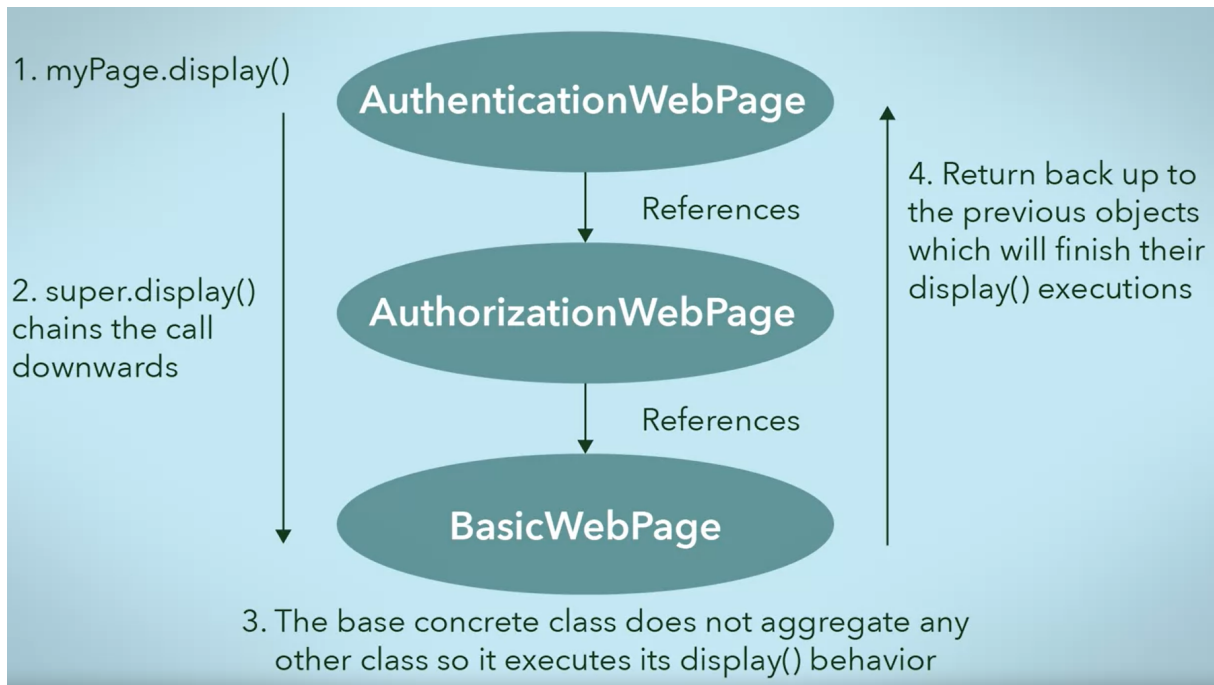 1. myPage.display()
AuthenticationWebPage
References
4. Return back up to
the previous objects
which will finish their
display() executions
2. super.display()
chains the call
downwards
AuthorizationWebPage
References
BasicWebPage
3. The base concrete class does not aggregate any
other class so it executes its display() behavior